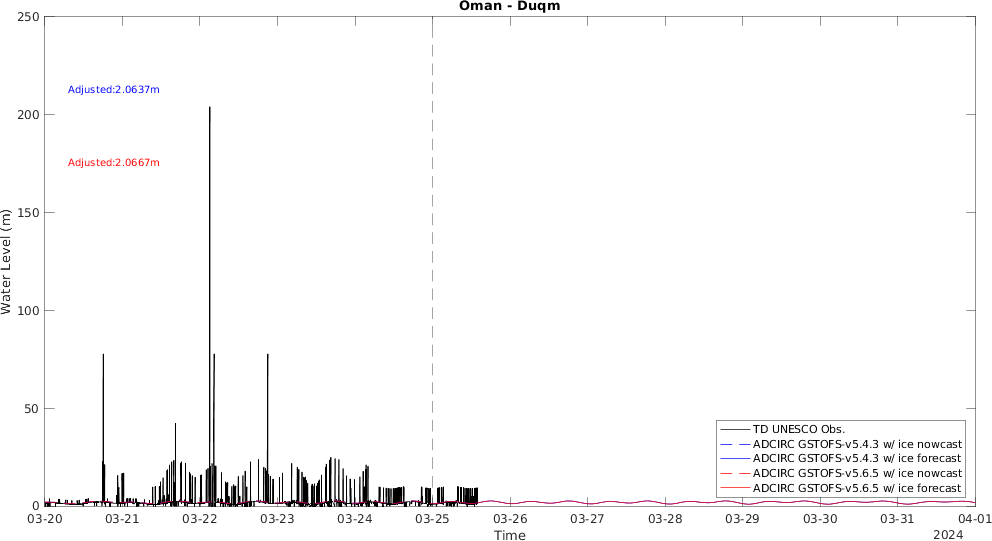 Oman - Duqm
250
200
150
100
50
0
Water Level (m)
Adjusted:2.0637m
Adjusted:2.0667m
TD UNESCO Obs.
ADCIRC GSTOFS-v5.4.3 w/ ice nowcast
ADCIRC GSTOFS-v5.4.3 w/ ice forecast
ADCIRC GSTOFS-v5.6.5 w/ ice nowcast
ADCIRC GSTOFS-v5.6.5 w/ ice forecast
03-20 03-21 03-22 03-23 03-24 03-25 03-26 03-27 03-28 03-29 03-30 03-31 04-01
Time
2024